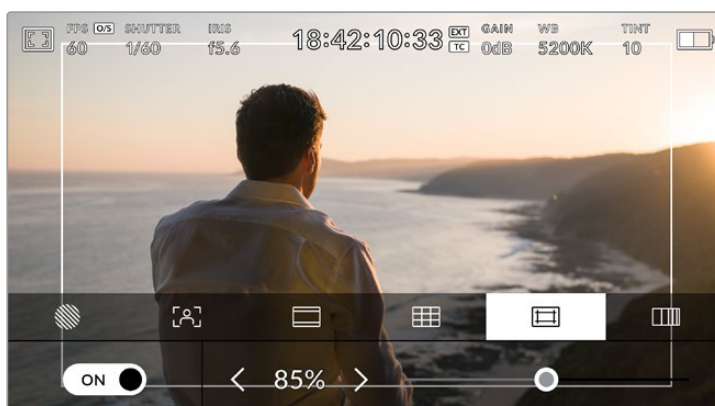 FPS O/S SHUTTER IRIS 18:42:10:33 EXT TC GAIN WB TINT
60 1/60 f5.6 0dB 5200K 10
ON 85%